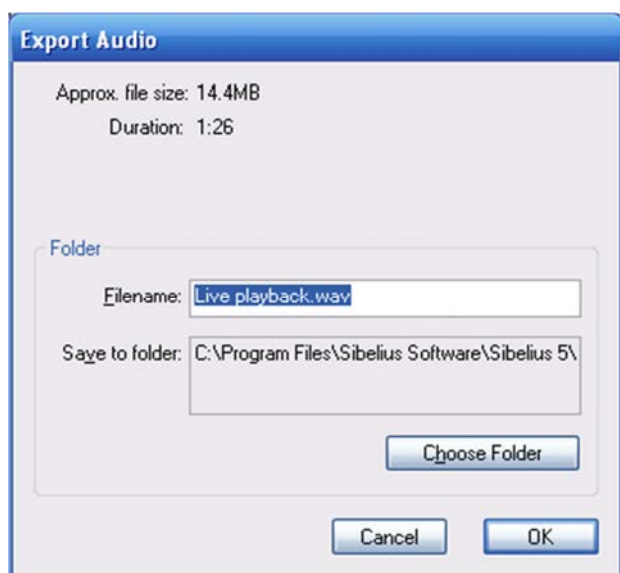 Export Audio
Approx. file size: 14.4MB
Duration: 1:26
Folder
Filename: Live playback.wav
Save to folder: C:\Program Files\Sibelius Software\Sibelius 5\
Choose Folder
Cancel OK